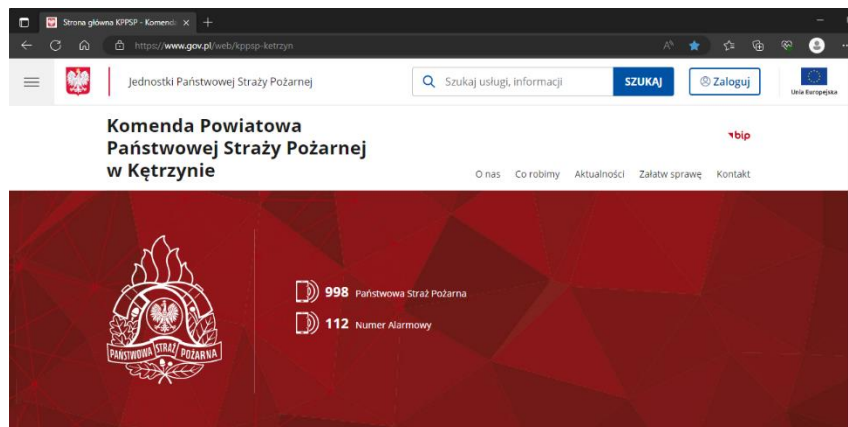 Strona główna KPPSP - Komenda
https://www.gov.pl/web/kppsp-ketrzyn
Jednostki Państwowej Straży Pożarnej
Szukaj usługi, informacji
SZUKAJ
Zaloguj
Unia Europejska
Komenda Powiatowa
Państwowej Straży Pożarnej
w Kętrzynie
bip
O nas Co robimy Aktualności Załatw sprawę Kontakt
998 Państwowa Straż Pożarna
112 Numer Alarmowy
PAŃSTWOWA STRAŻ POŻARNA